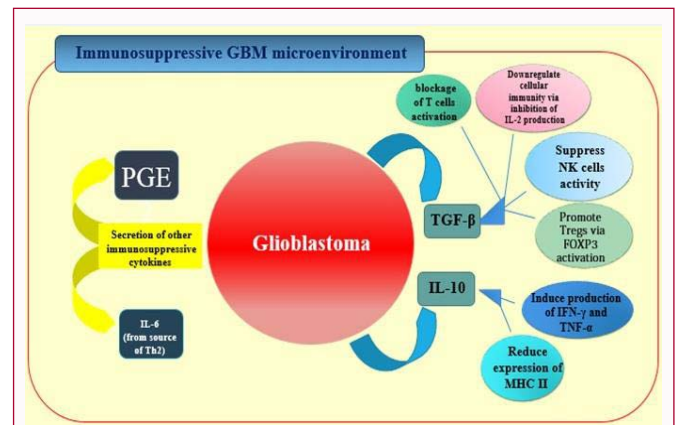 Immunosuppressive GBM microenvironment
blockage
of T cells
activation
Downregulate
cellular
immunity via
inhibition of
IL-2 production
Suppress
NK cells
activity
Promote
Tregs via
FOXP3
activation
TGF-β
PGE
Secretion of other
immunosuppressive
cytokines
Glioblastoma
IL-10
IL-6
(from source
of Th2)
Induce production
of IFN-γ and
TNF-α
Reduce
expression of
MHC II